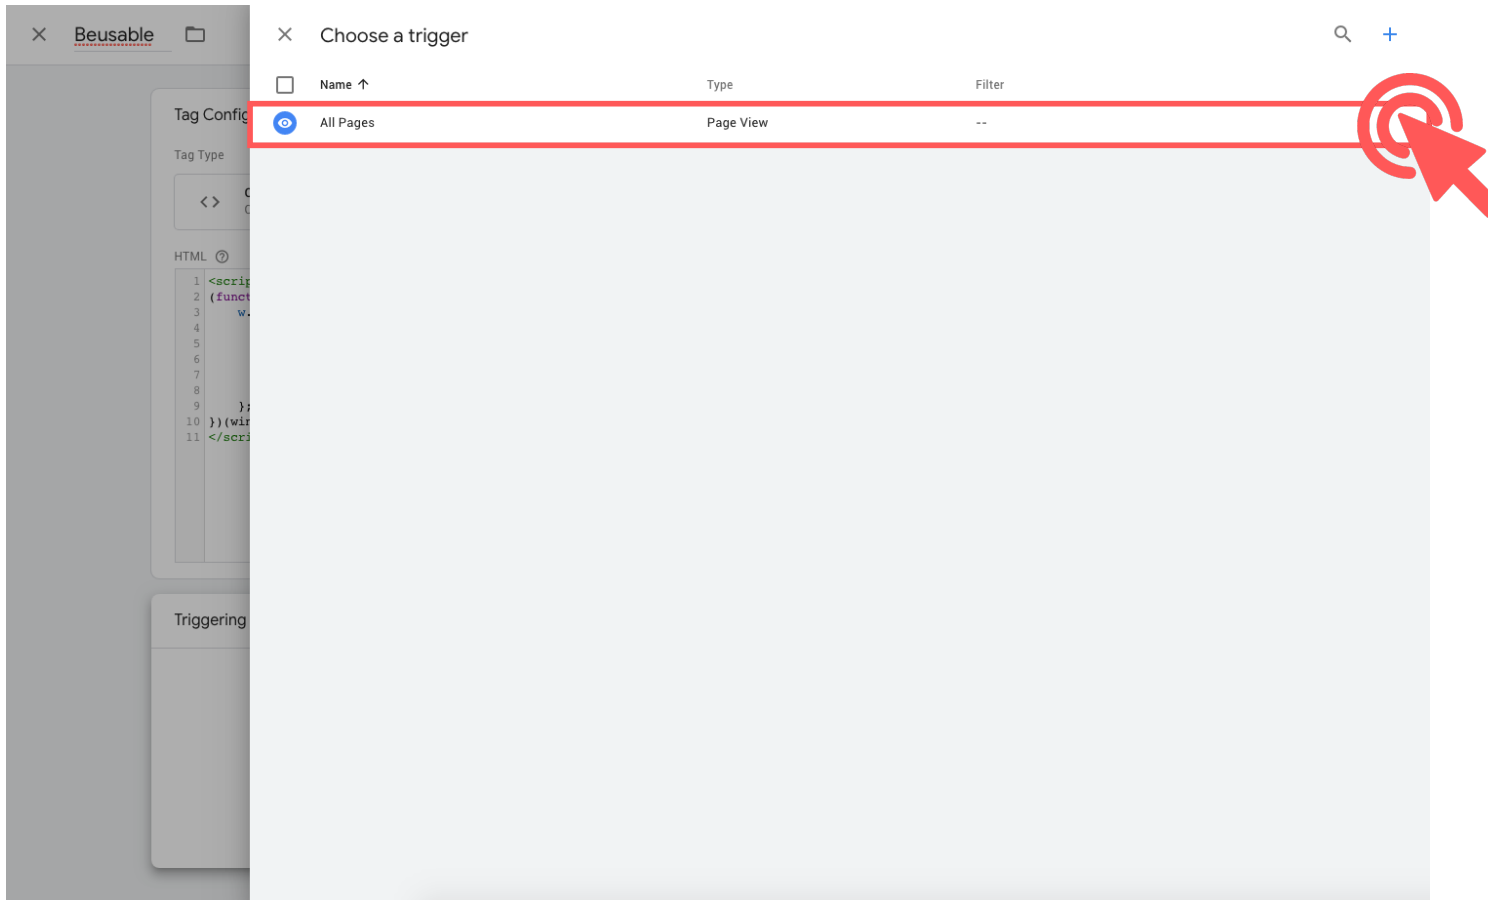 Beusable
Choose a trigger
Name Type Filter
All Pages Page View --
Tag Config
Tag Type
< >
HTML
1 <scrip
2 (funct
3 w.
4
5
6
7
8
9 };
10 })(win
11 </scri
Triggering